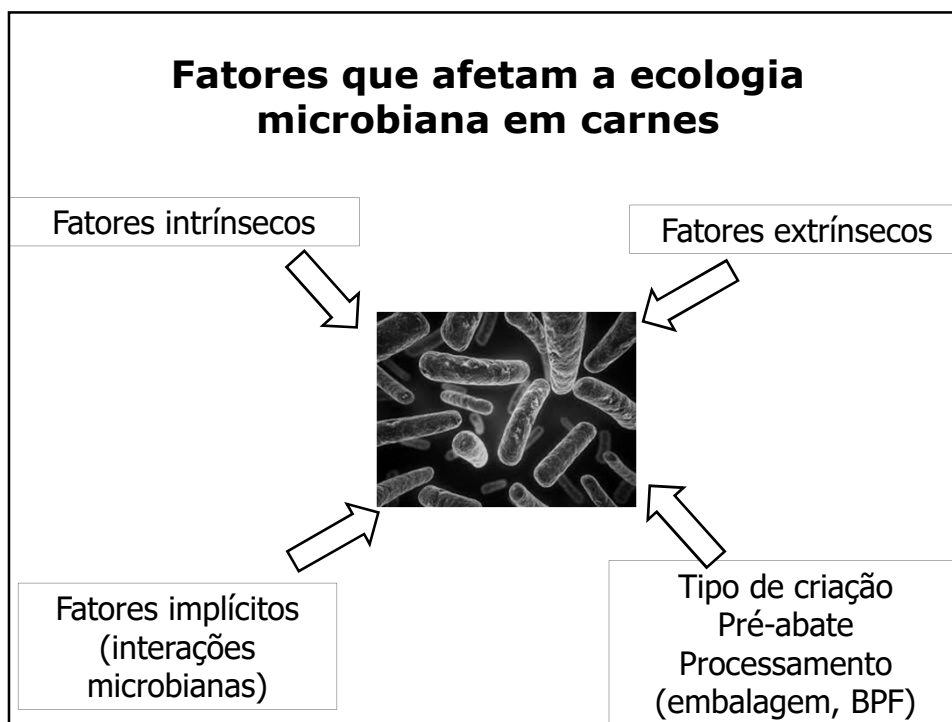 Fatores que afetam a ecologia
microbiana em carnes
Fatores intrínsecos
Fatores extrínsecos
Fatores implícitos
(interações
microbianas)
Tipo de criação
Pré-abate
Processamento
(embalagem, BPF)